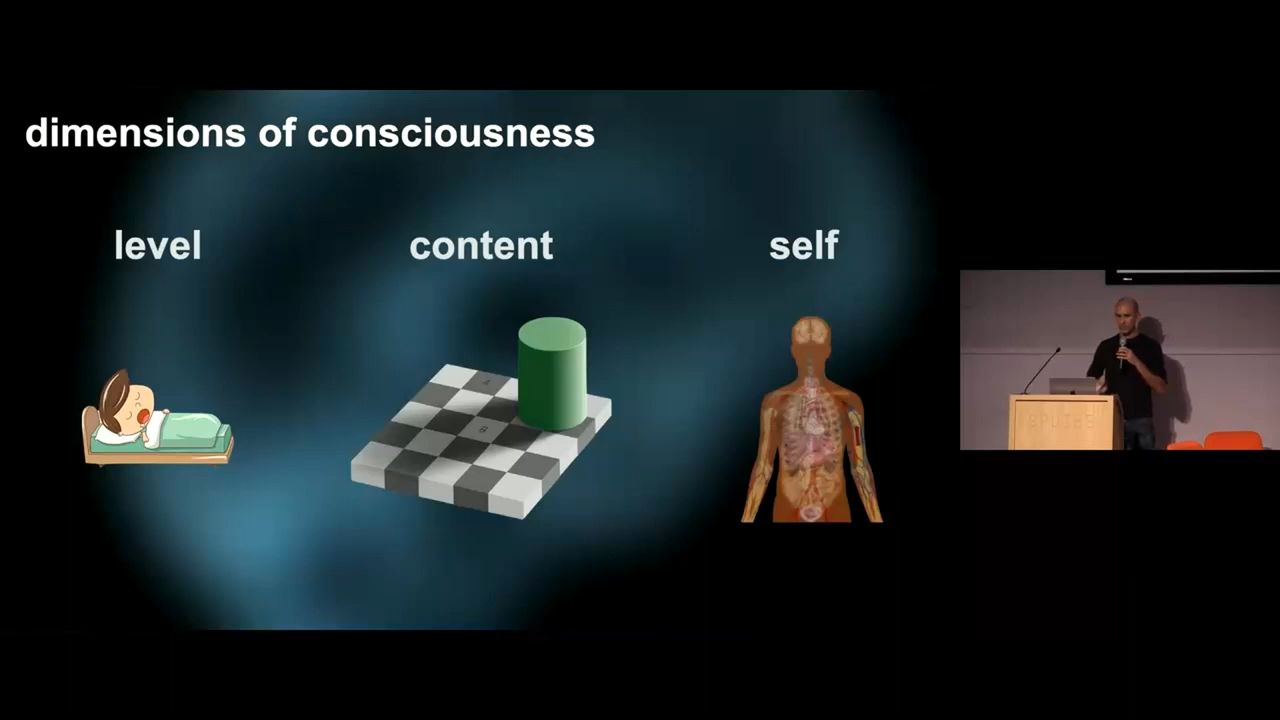 dimensions of consciousness
level
content
self
A
B